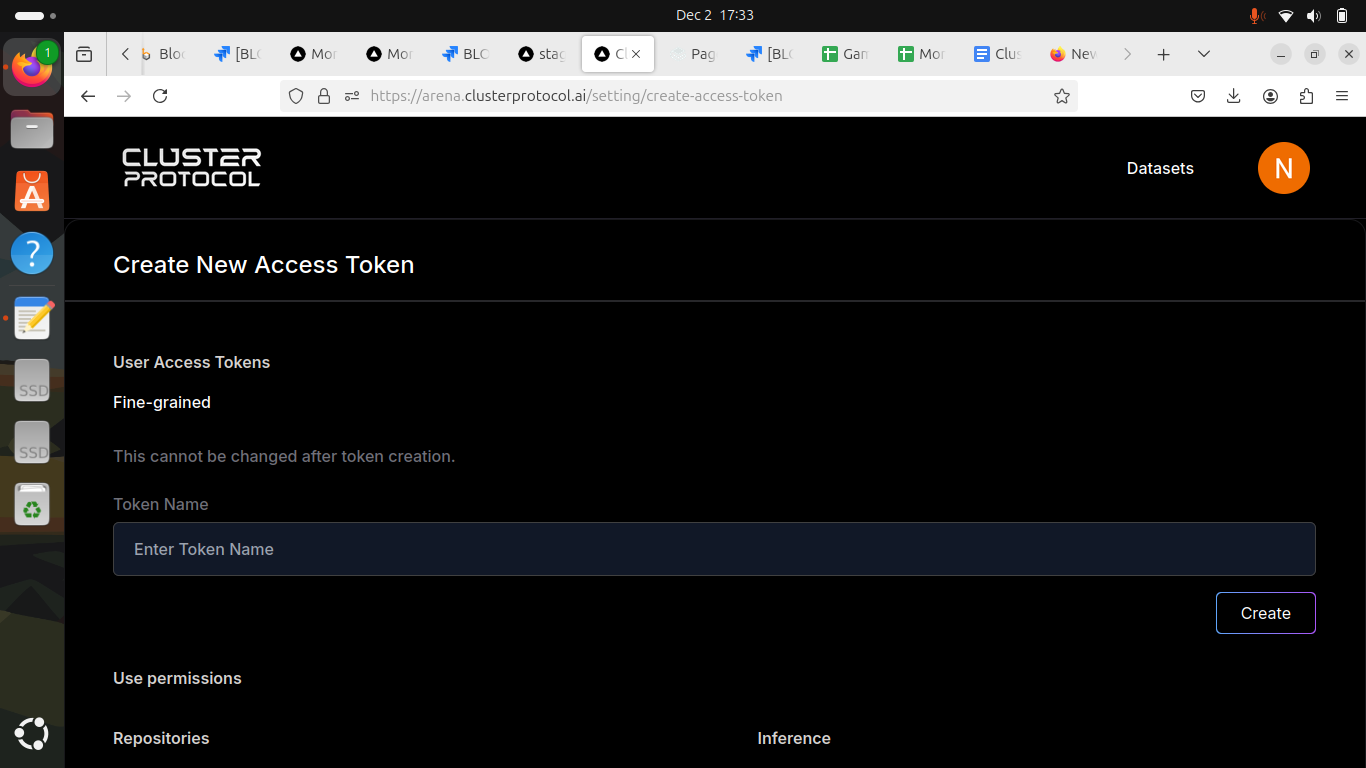 Dec 2 17:33
1
Bloc
[BL
Mor
Mor
BLO
stag
Cl
Pag
[BL
Gam
Mor
Clus
New
https://arena.clusterprotocol.ai/setting/create-access-token
CLUSTER
PROTOCOL
Datasets
N
Create New Access Token
User Access Tokens
Fine-grained
This cannot be changed after token creation.
Token Name
Enter Token Name
Create
Use permissions
Repositories
Inference
SSD
SSD